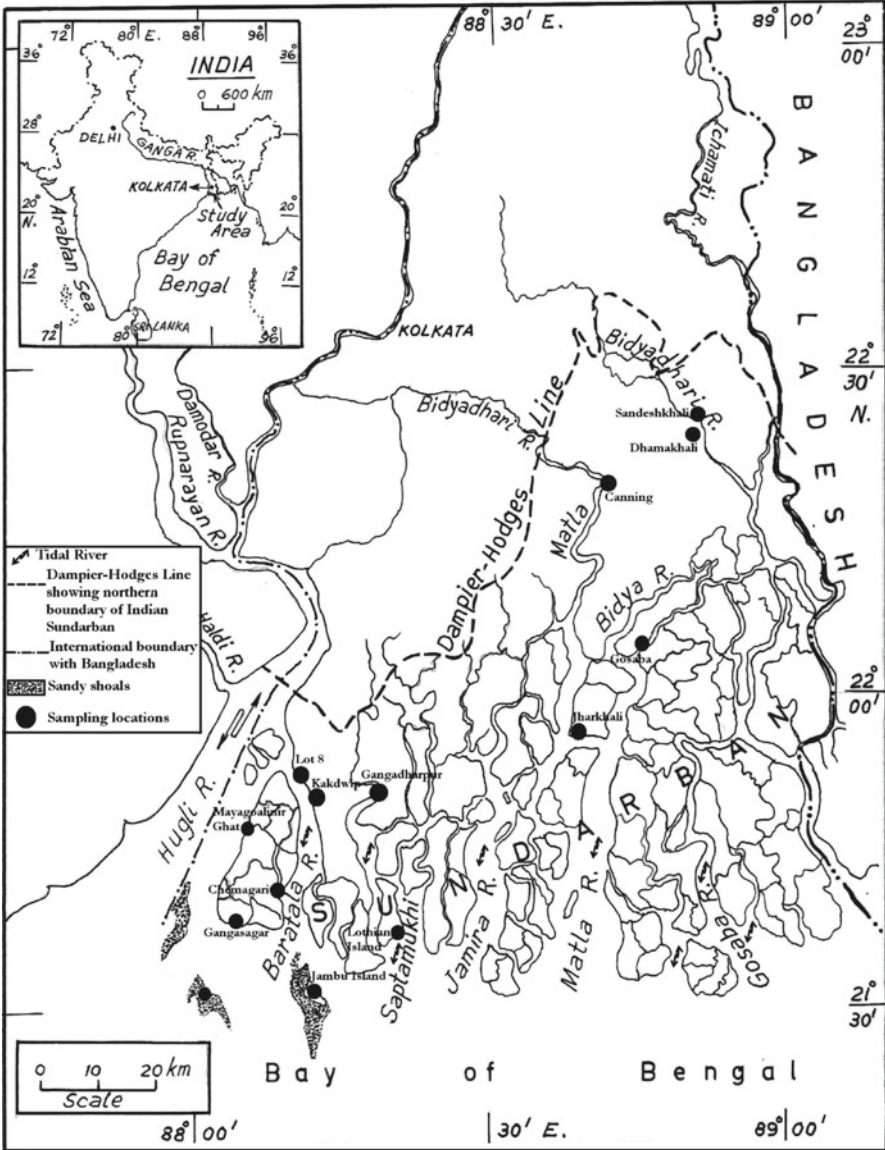 72° 80° E. 88° 96°
36° 36°
INDIA
0 600 km
28° 28°
DELHI
GANGA R.
KOLKATA
Study
Area
20° 20°
N.
Arabian Sea
Bay of
Bengal
12° 12°
SRI LANKA
72° 80° 96°
88° 30' E. 89° 00'
23°
00'
BANGLADESH
Ichamati R.
KOLKATA
22°
30'
N.
Damodar R.
Rupnarayan R.
Bidyadhari R.
Bidyadhari R.
Sandeshkhali
Dhamakhali
Canning
Dampier-Hodges Line
Matla
Bidya R.
Gosaba
Tidal River
Dampier-Hodges Line
showing northern
boundary of Indian
Sundarban
International boundary
with Bangladesh
Sandy shoals
Sampling locations
Haldi R.
22°
00'
Jharkhali
Lot 8
Kakdwip
Gangadharpur
Hugli R.
Mayagoalinir
Ghat
Chemagari
Gangasagar
Baratala R.
SUNDARBAN
Lothian
Island
Saptamukhi
Jambu Island
Jamira R.
Matla R.
Gosaba R.
21°
30'
0 10 20 km
Scale
Bay of Bengal
88° 00' 30' E. 89° 00'